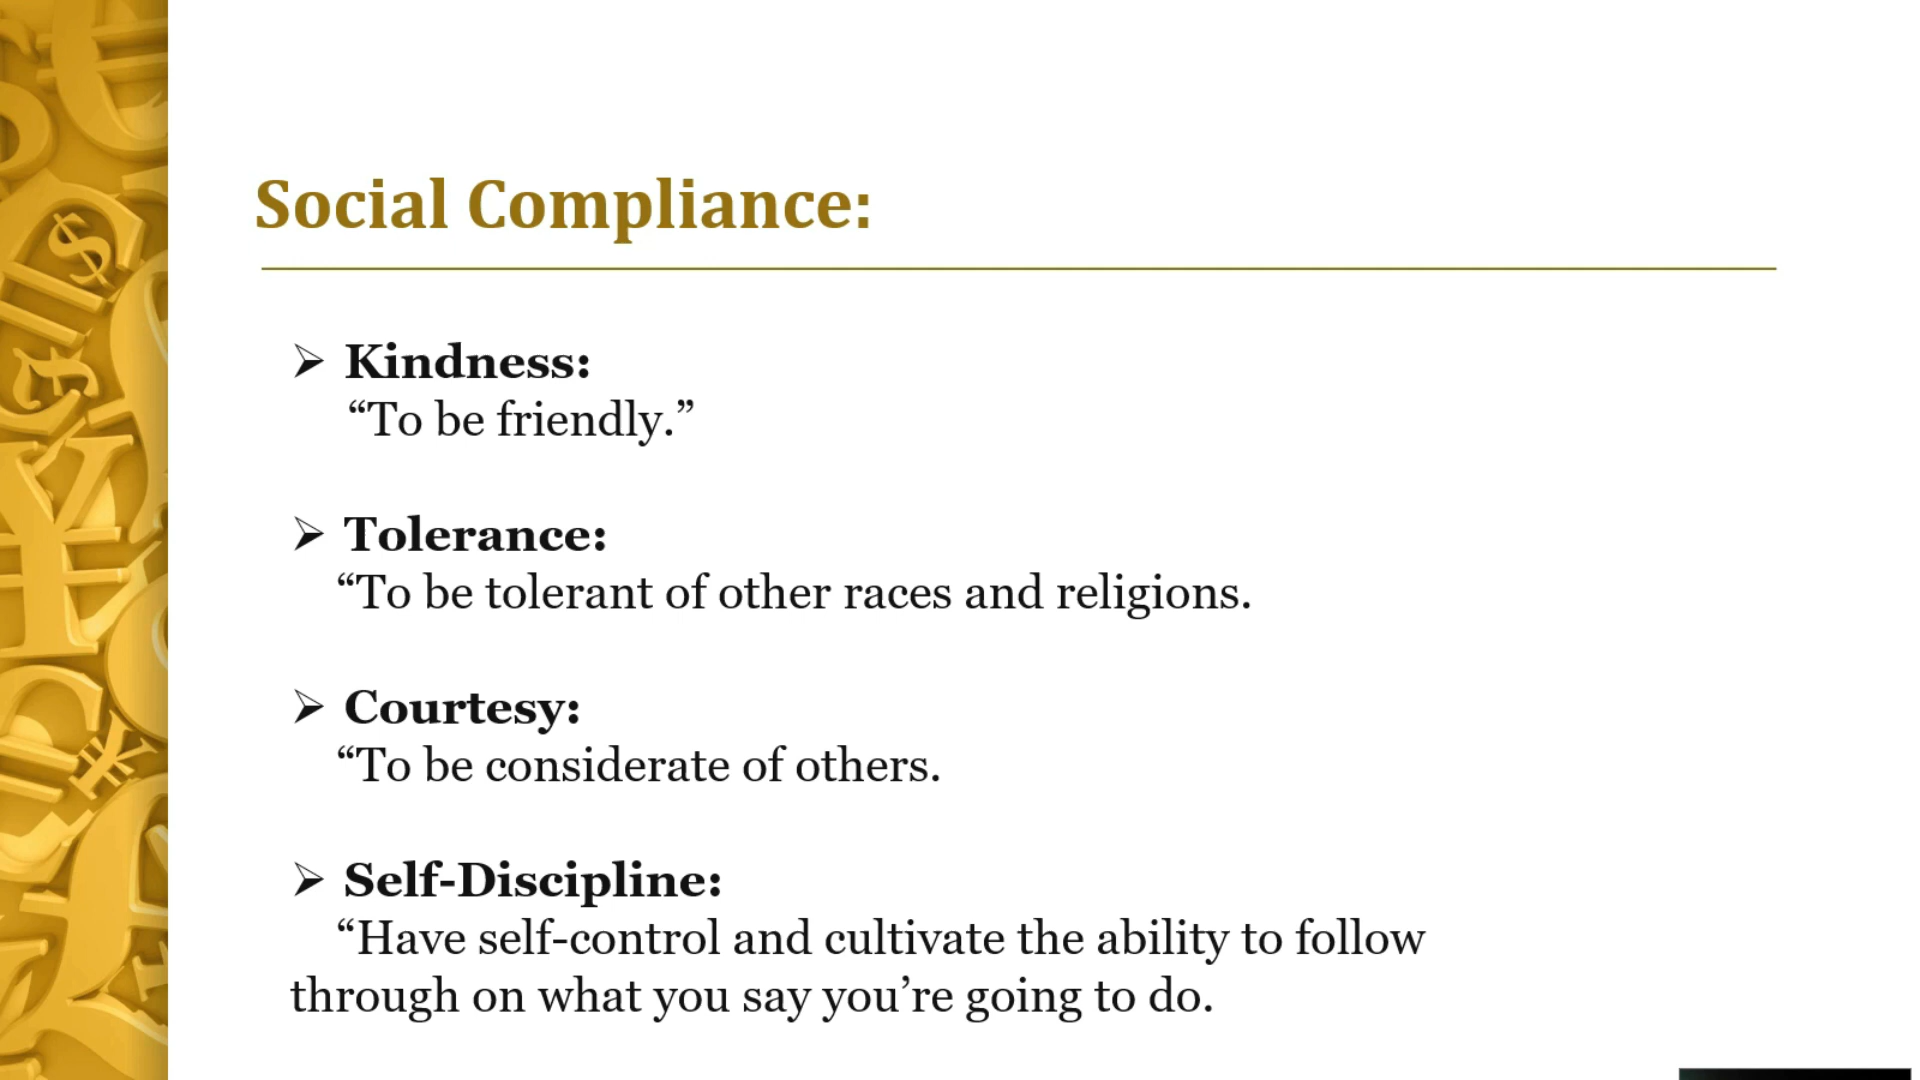 Social Compliance:
➢ Kindness:
“To be friendly.”
➢ Tolerance:
“To be tolerant of other races and religions.
➢ Courtesy:
“To be considerate of others.
➢ Self-Discipline:
“Have self-control and cultivate the ability to follow
through on what you say you’re going to do.